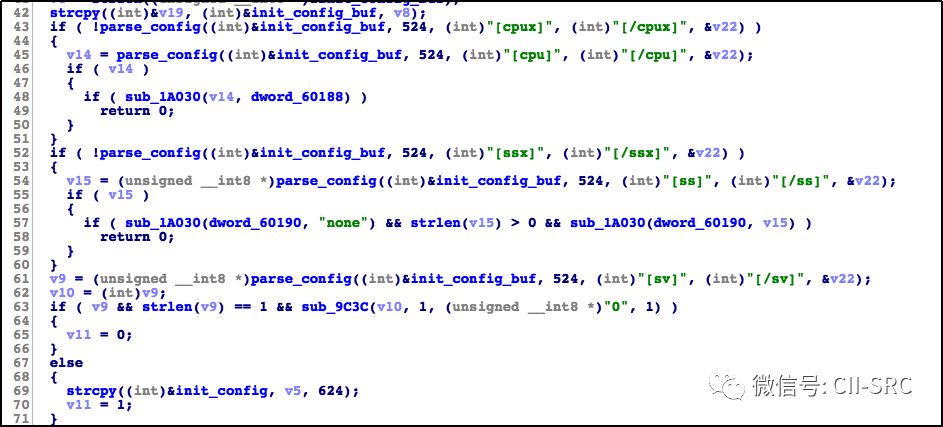 42 strcpy((int)&v19, (int)&init_config_buf, v8);
43 if ( !parse_config((int)&init_config_buf, 524, (int)"[cpux]", (int)"[/cpux]", &v22) )
44 {
45 v14 = parse_config((int)&init_config_buf, 524, (int)"[cpu]", (int)"[/cpu]", &v22);
46 if ( v14 )
47 {
48 if ( sub_1A030(v14, dword_60188) )
49 return 0;
50 }
51 }
52 if ( !parse_config((int)&init_config_buf, 524, (int)"[ssx]", (int)"[/ssx]", &v22) )
53 {
54 v15 = (unsigned __int8 *)parse_config((int)&init_config_buf, 524, (int)"[ss]", (int)"[/ss]", &v22);
55 if ( v15 )
56 {
57 if ( sub_1A030(dword_60190, "none") && strlen(v15) > 0 && sub_1A030(dword_60190, v15) )
58 return 0;
59 }
60 }
61 v9 = (unsigned __int8 *)parse_config((int)&init_config_buf, 524, (int)"[sv]", (int)"[/sv]", &v22);
62 v10 = (int)v9;
63 if ( v9 && strlen(v9) == 1 && sub_9C3C(v10, 1, (unsigned __int8 *)"0", 1) )
64 {
65 v11 = 0;
66 }
67 else
68 {
69 strcpy((int)&init_config, v5, 624);
70 v11 = 1;
71 }
微信号: CII-SRC